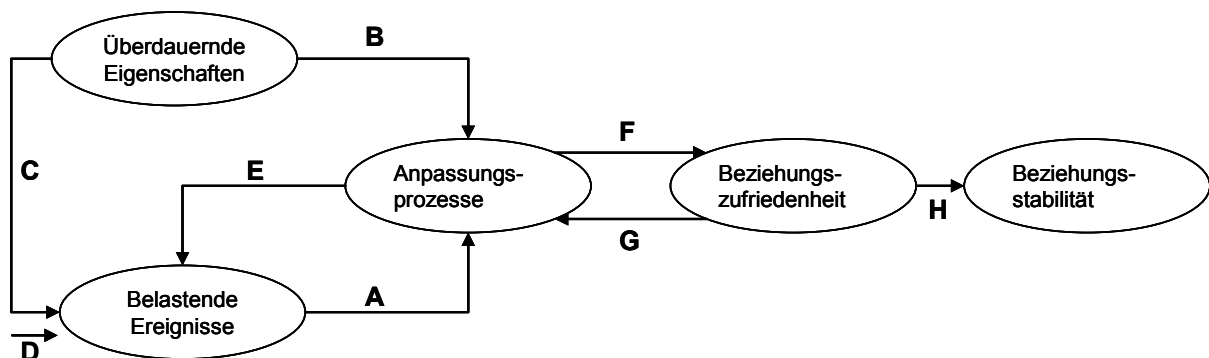 Überdauernde
Eigenschaften
B
C
E
Anpassungs-
prozesse
F
Beziehungs-
zufriedenheit
G
H
Beziehungs-
stabilität
Belastende
Ereignisse
A
D